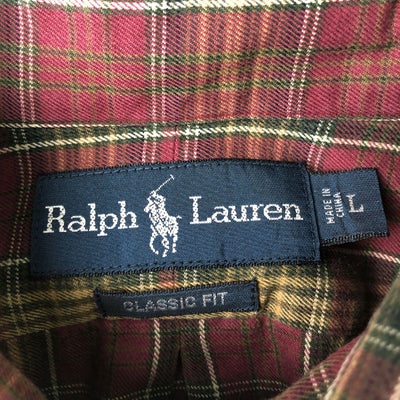 Ralph Lauren
MADE IN
CHINA
L
CLASSIC FIT